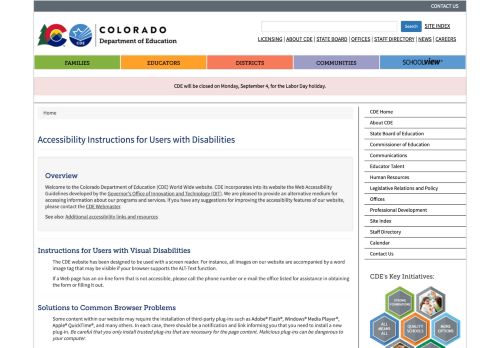 CONTACT US
COLORADO
Department of Education
CDE
Search
SITE INDEX
LICENSING | ABOUT CDE | STATE BOARD | OFFICES | STAFF DIRECTORY | NEWS | CAREERS
FAMILIES
EDUCATORS
DISTRICTS
COMMUNITIES
SCHOOLVIEW
CDE will be closed on Monday, September 4, for the Labor Day holiday.
Home
Accessibility Instructions for Users with Disabilities
Overview
Welcome to the Colorado Department of Education (CDE) World Wide website. CDE incorporates into its website the Web Accessibility
Guidelines developed by the Governor's Office of Innovation and Technology (OIT). We are pleased to provide an alternative medium for
accessing information about our programs and services. If you have any suggestions for improving the accessibility features of our website,
please contact the CDE Webmaster.
See also: Additional accessibility links and resources
Instructions for Users with Visual Disabilities
The CDE website has been designed to be used with a screen reader. For instance, all images on our website are accompanied by a word
image tag that may be visible if your browser supports the ALT-Text function.
If a Web page has an on-line form that is not accessible, please call the phone number or e-mail the office listed for assistance in obtaining
the form or filling it out.
Solutions to Common Browser Problems
Some content within our website may require the installation of third-party plug-ins such as Adobe® Flash®, Windows® Media Player®,
Apple® QuickTime®, and many others. In each case, there should be a notification and link informing you that you need to install a new
plug-in. Be careful that you only install trusted plug-ins that are necessary for the page content. Malicious plug-ins can be dangerous to
your computer.
CDE Home
About CDE
State Board of Education
Commissioner of Education
Communications
Educator Talent
Human Resources
Legislative Relations and Policy
Offices
Professional Development
Site Index
Staff Directory
Calendar
Contact Us
CDE's Key Initiatives:
STRONG
FOUNDATIONS
ALL
MEANS
ALL
QUALITY
SCHOOLS
MORE
OPTIONS